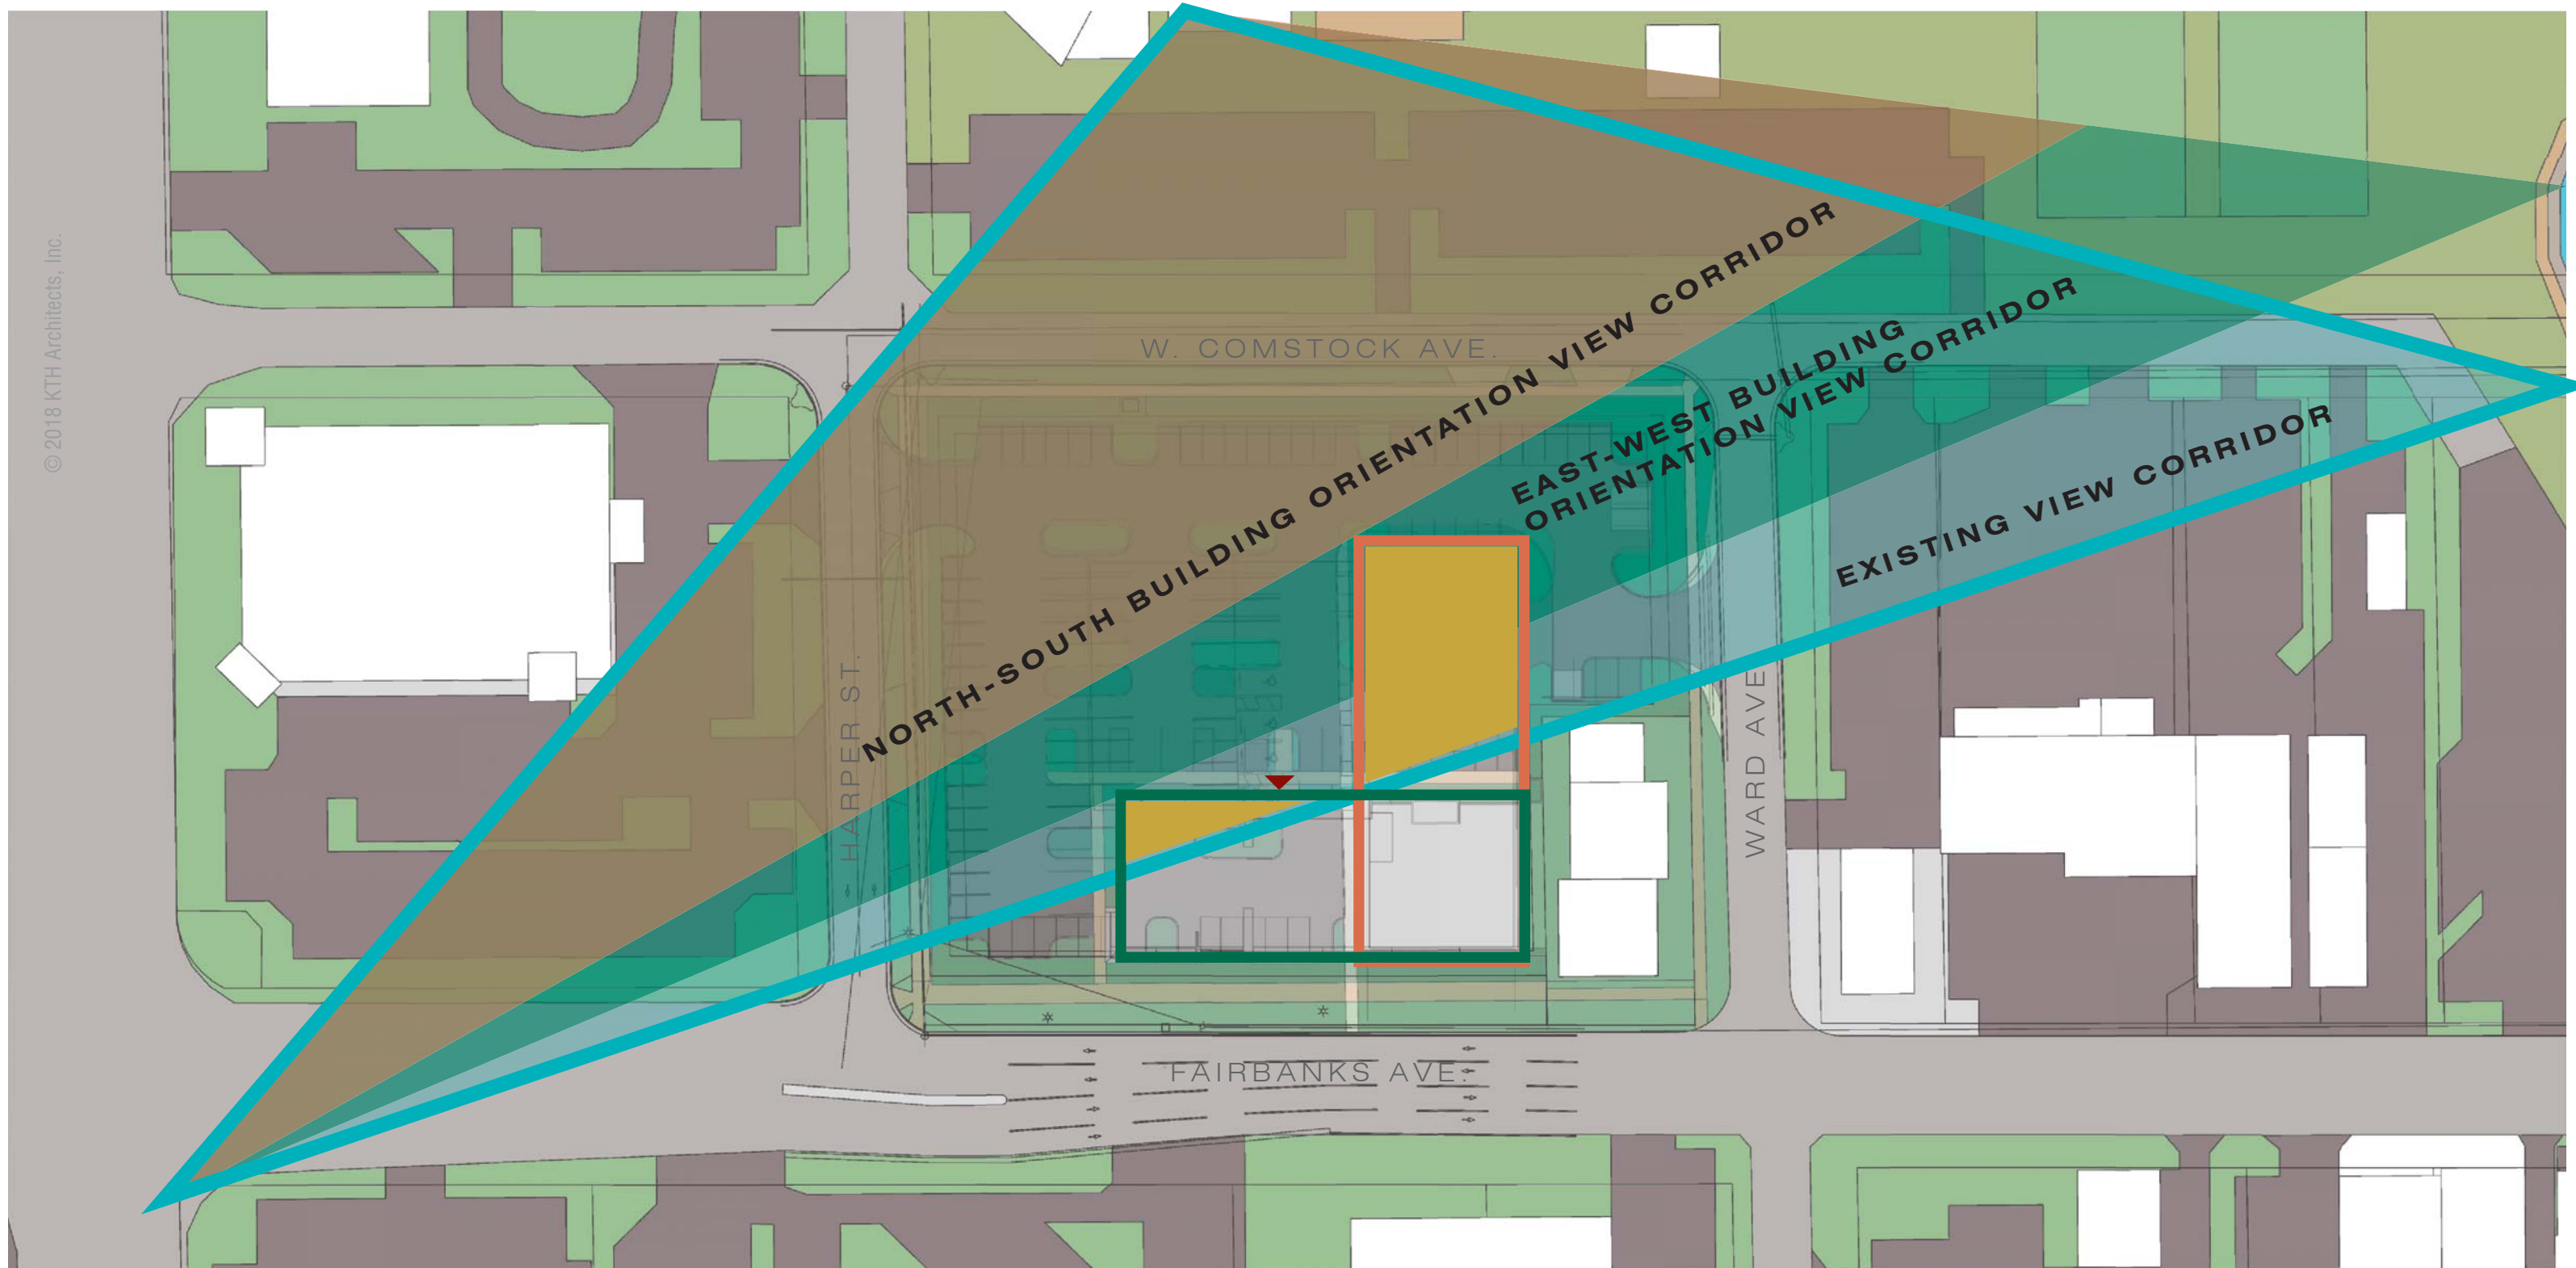 © 2018 KTH Architects, Inc.
W. COMSTOCK AVE.
NORTH-SOUTH BUILDING ORIENTATION VIEW CORRIDOR
EAST-WEST BUILDING
ORIENTATION VIEW CORRIDOR
EXISTING VIEW CORRIDOR
HARPER ST.
WARD AVE
FAIRBANKS AVE.